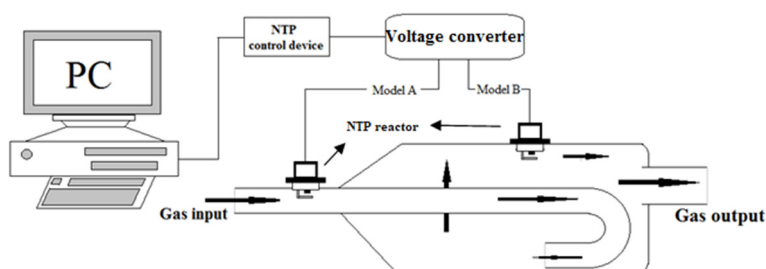 NTP
control device
Voltage converter
PC
Model A
Model B
NTP reactor
Gas input
Gas output